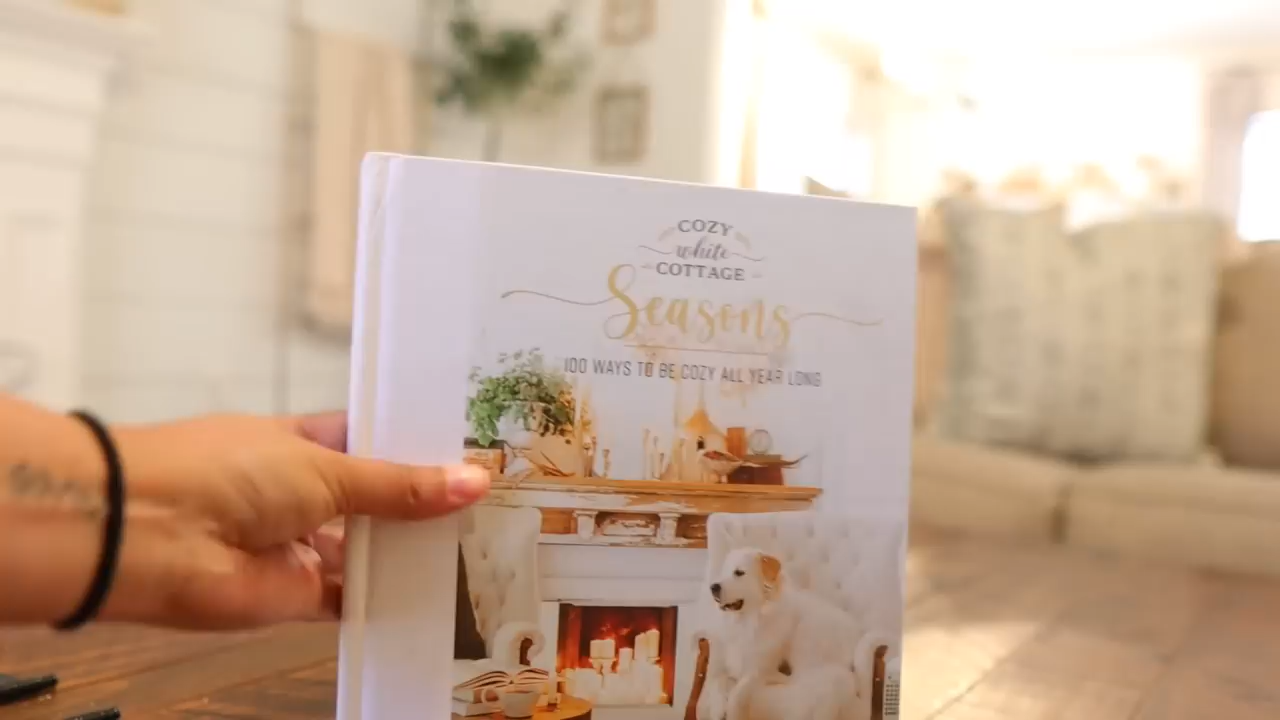 COZY
white
COTTAGE
Seasons
100 WAYS TO BE COZY ALL YEAR LONG